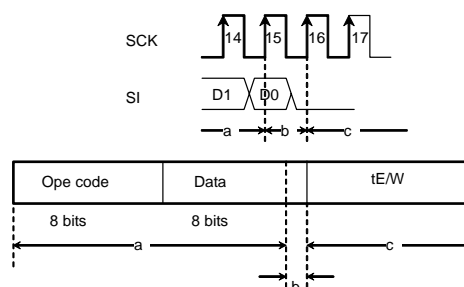 SCK 14 15 16 17
SI D1 D0
a b c
Ope code Data tE/W
8 bits 8 bits
a c
b